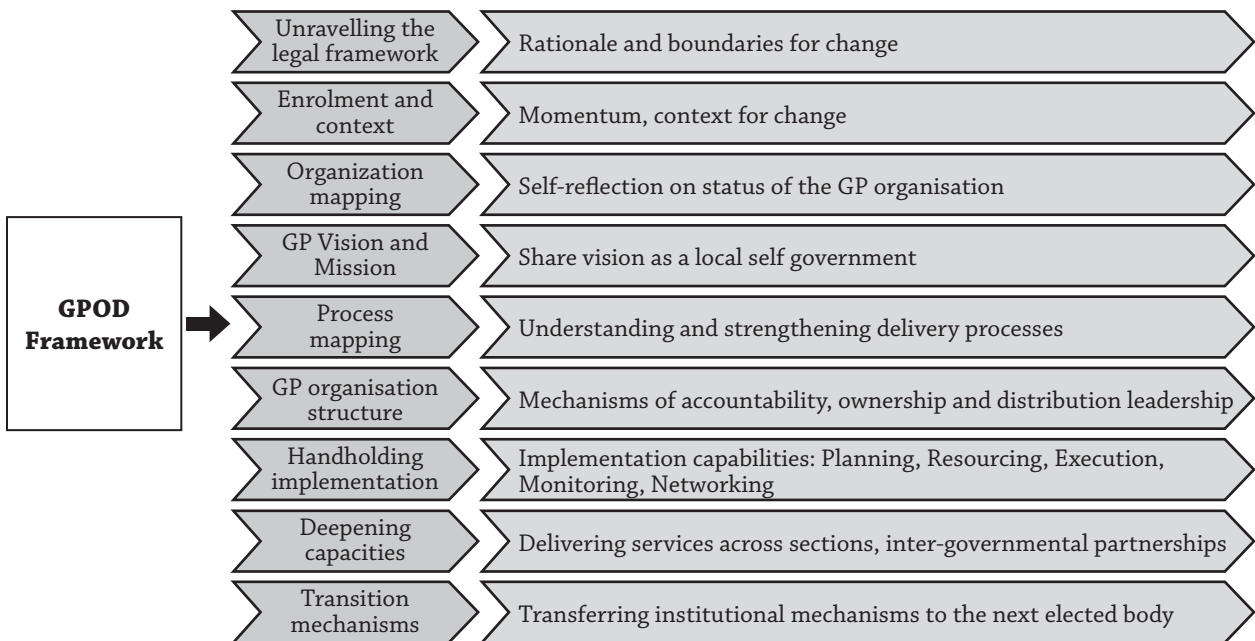 GPOD
Framework
Unravelling the
legal framework
Rationale and boundaries for change
Enrolment and
context
Momentum, context for change
Organization
mapping
Self-reflection on status of the GP organisation
GP Vision and
Mission
Share vision as a local self government
Process
mapping
Understanding and strengthening delivery processes
GP organisation
structure
Mechanisms of accountability, ownership and distribution leadership
Handholding
implementation
Implementation capabilities: Planning, Resourcing, Execution,
Monitoring, Networking
Deepening
capacities
Delivering services across sections, inter-governmental partnerships
Transition
mechanisms
Transferring institutional mechanisms to the next elected body